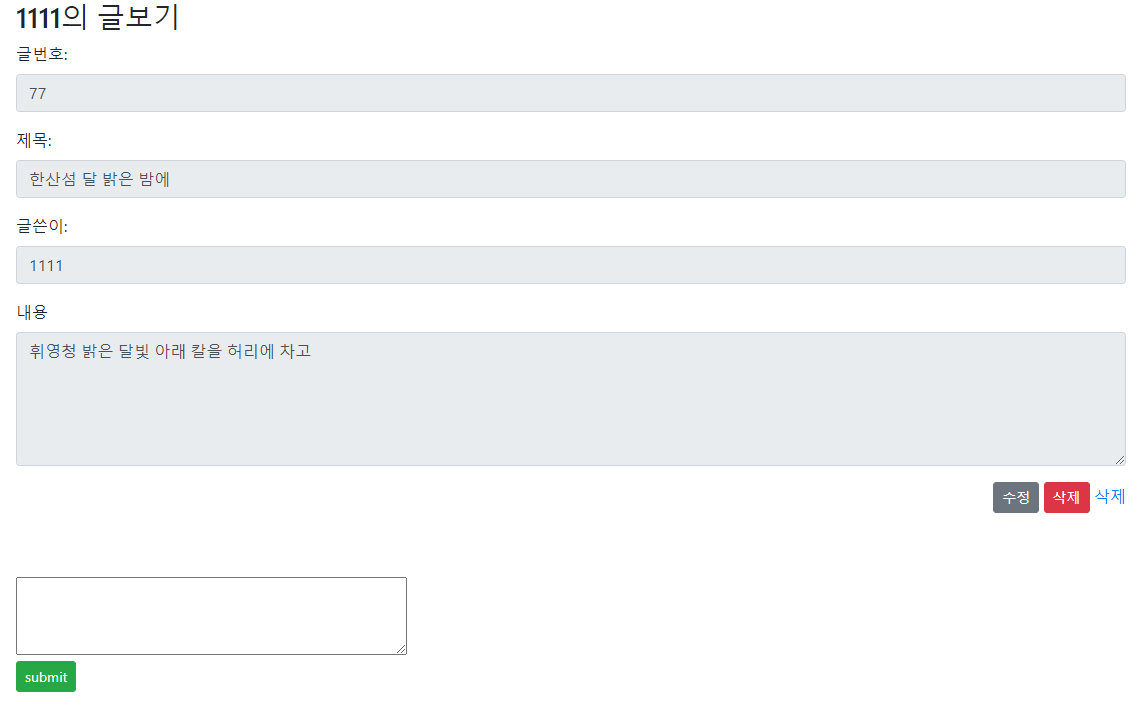 1111의 글보기
글번호:
77
제목:
한산섬 달 밝은 밤에
글쓴이:
1111
내용
휘영청 밝은 달빛 아래 칼을 허리에 차고
수정 삭제 삭제
submit